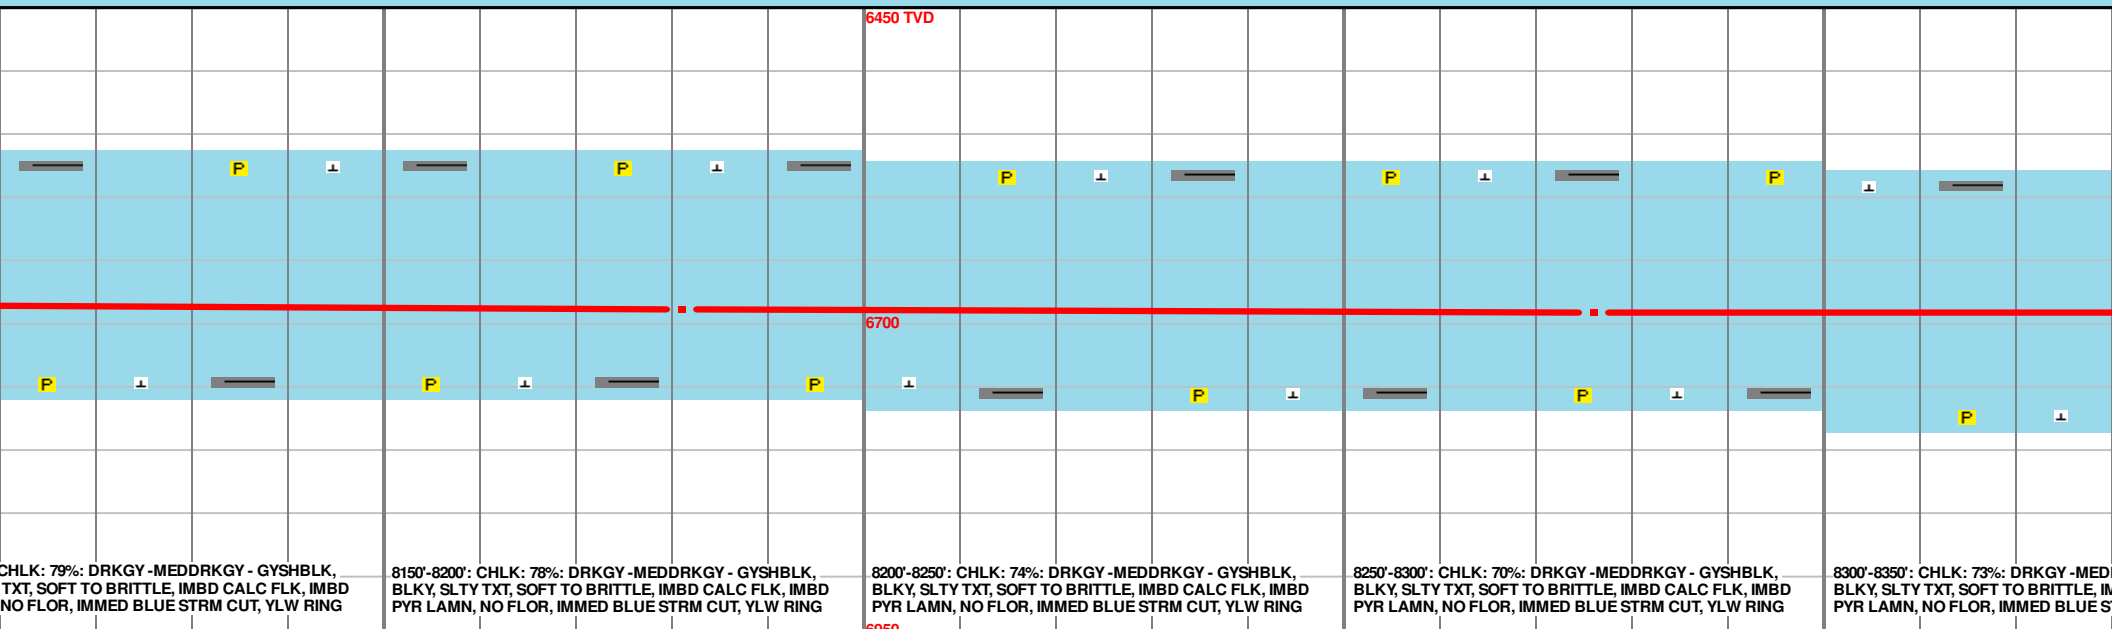 6450 TVD
6700
CHLK: 79%: DRKGY -MEDDRKGY - GYSHBLK,
TXT, SOFT TO BRITTLE, IMBD CALC FLK, IMBD
NO FLOR, IMMED BLUE STRM CUT, YLW RING
8150'-8200': CHLK: 78%: DRKGY -MEDDRKGY - GYSHBLK,
BLKY, SLTY TXT, SOFT TO BRITTLE, IMBD CALC FLK, IMBD
PYR LAMN, NO FLOR, IMMED BLUE STRM CUT, YLW RING
8200'-8250': CHLK: 74%: DRKGY -MEDDRKGY - GYSHBLK,
BLKY, SLTY TXT, SOFT TO BRITTLE, IMBD CALC FLK, IMBD
PYR LAMN, NO FLOR, IMMED BLUE STRM CUT, YLW RING
8250'-8300': CHLK: 70%: DRKGY -MEDDRKGY - GYSHBLK,
BLKY, SLTY TXT, SOFT TO BRITTLE, IMBD CALC FLK, IMBD
PYR LAMN, NO FLOR, IMMED BLUE STRM CUT, YLW RING
8300'-8350': CHLK: 73%: DRKGY -MED
BLKY, SLTY TXT, SOFT TO BRITTLE,
PYR LAMN, NO FLOR, IMMED BLUE
P
P
P
P
P
P
P
P
P
P
P